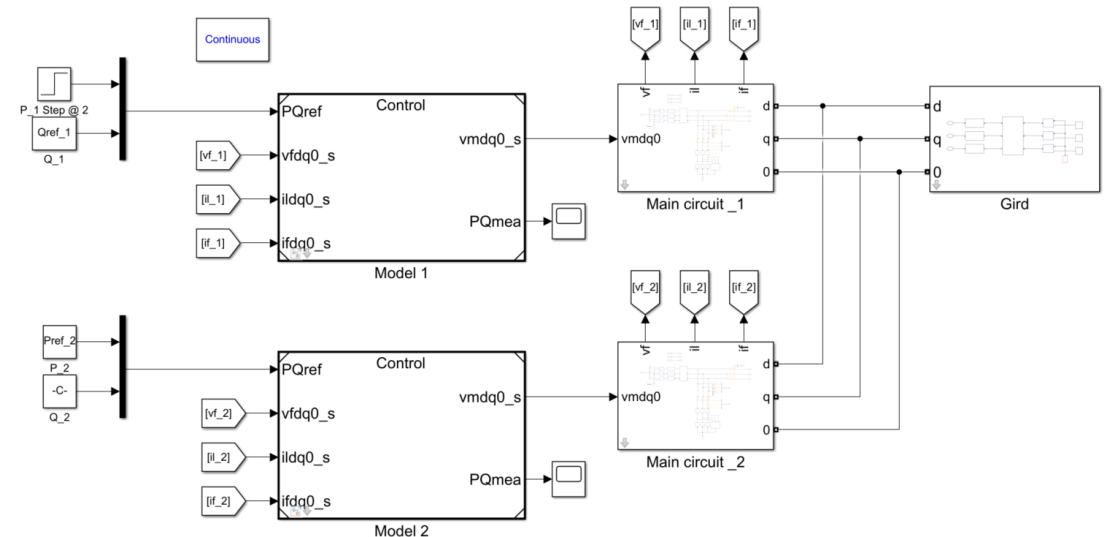 Continuous
P_1 Step @ 2
Qref_1
Q_1
[vf_1]
[il_1]
[if_1]
Control
PQref
vfdq0_s
ildq0_s
ifdq0_s
vmdq0_s
PQmea
Model 1
[vf_1]
[il_1]
[if_1]
vf
il
if
vmdq0
d
q
0
Main circuit _1
d
q
0
Gird
Pref_2
P_2
-C-
Q_2
[vf_2]
[il_2]
[if_2]
Control
PQref
vfdq0_s
ildq0_s
ifdq0_s
vmdq0_s
PQmea
Model 2
[vf_2]
[il_2]
[if_2]
vf
il
if
vmdq0
d
q
0
Main circuit _2